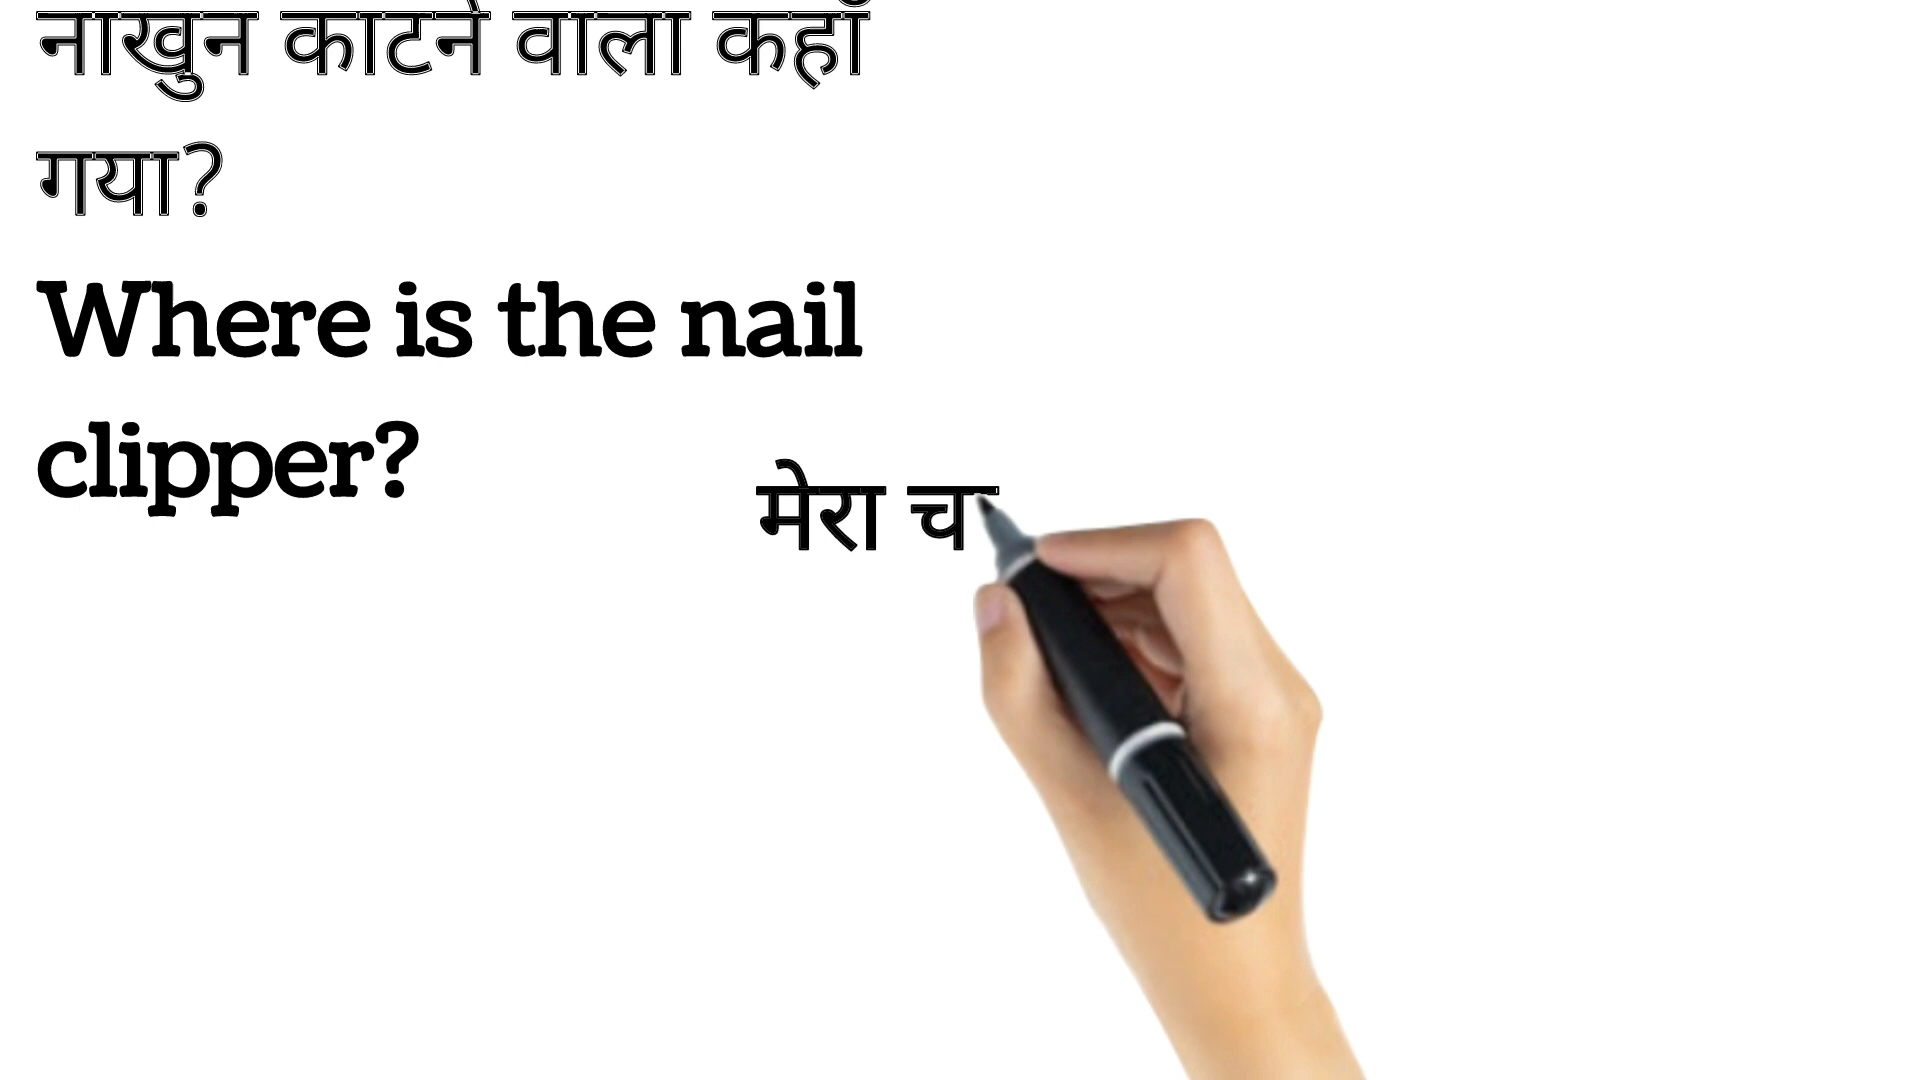 नाखुन काटने वाला कहाँ
गया?
Where is the nail
clipper?
मेरा च